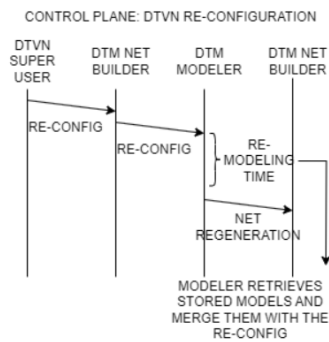 CONTROL PLANE: DTVN RE-CONFIGURATION
DTVN
SUPER
USER
DTM NET
BUILDER
DTM
MODELER
DTM NET
BUILDER
RE-CONFIG
RE-CONFIG
RE-
MODELING
TIME
NET
REGENERATION
MODELER RETRIEVES
STORED MODELS AND
MERGE THEM WITH THE
RE-CONFIG